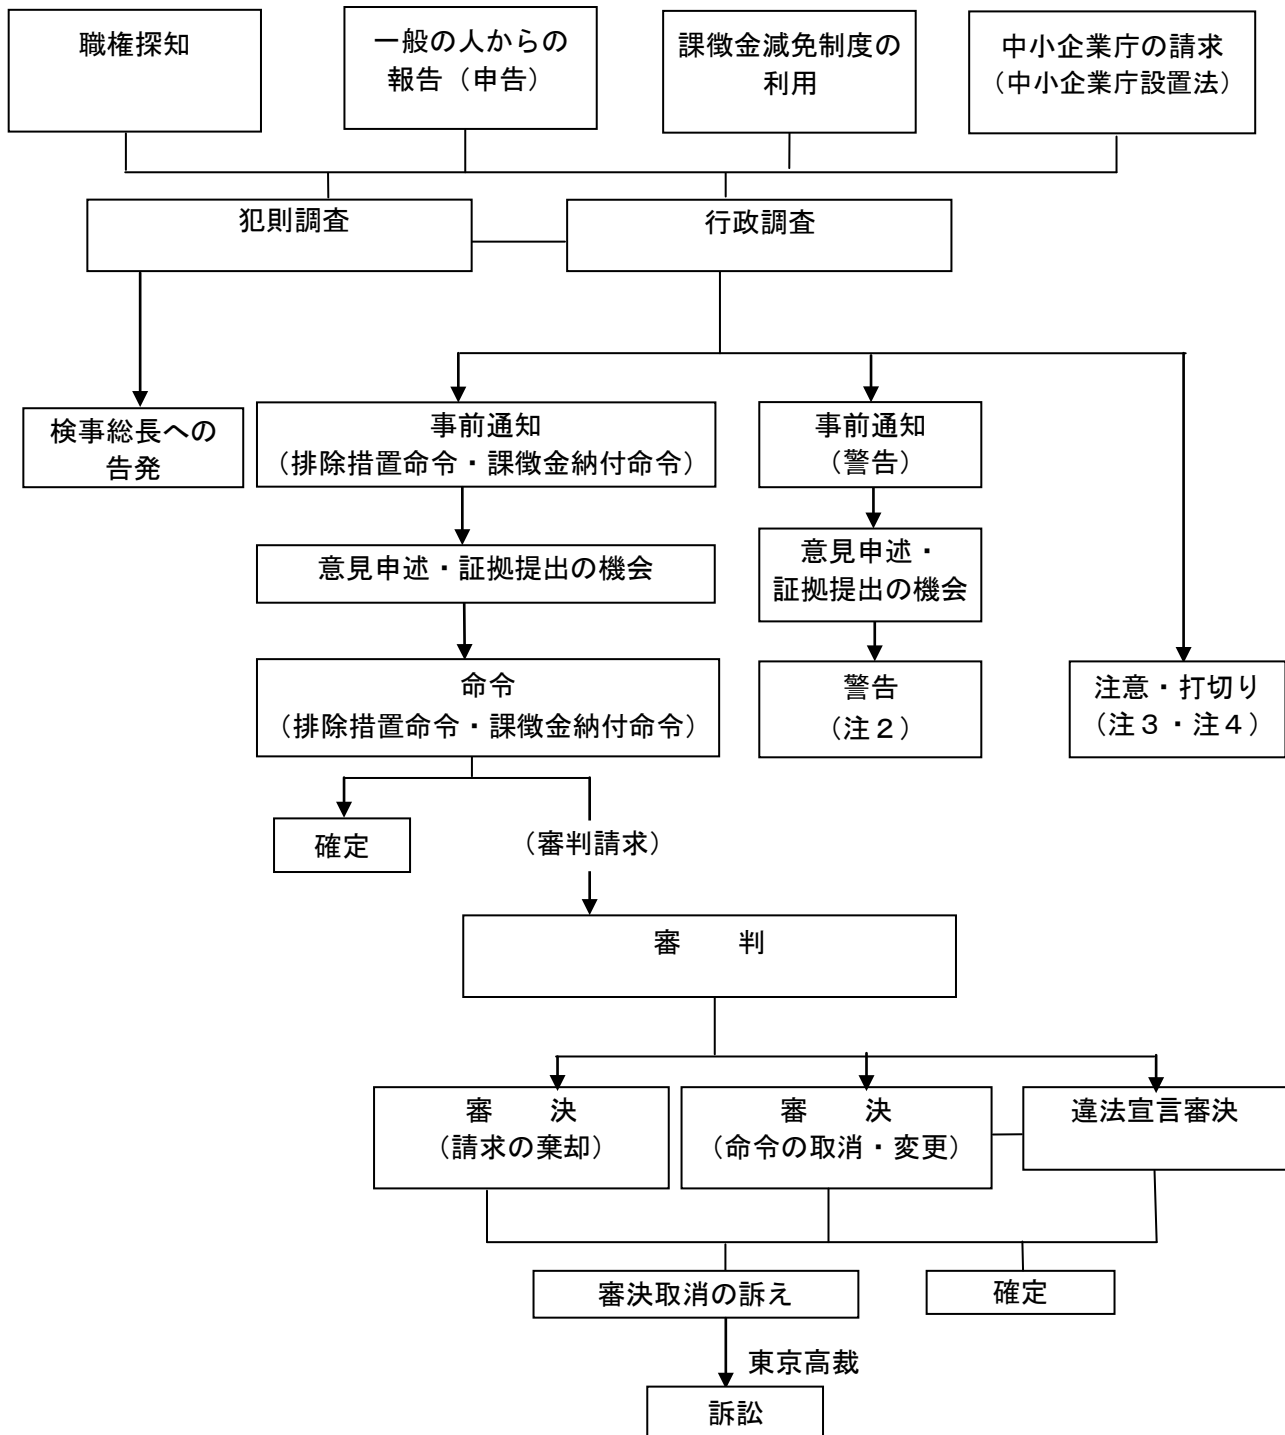 職権探知
一般の人からの
報告（申告）
課徴金減免制度の
利用
中小企業庁の請求
（中小企業庁設置法）
犯則調査
行政調査
検事総長への
告発
事前通知
（排除措置命令・課徴金納付命令）
事前通知
（警告）
意見申述・証拠提出の機会
意見申述・
証拠提出の機会
命令
（排除措置命令・課徴金納付命令）
警告
（注２）
注意・打切り
（注３・注４）
確定
（審判請求）
審　　判
審　　決
（請求の棄却）
審　　決
（命令の取消・変更）
違法宣言審決
審決取消の訴え
確定
東京高裁
訴訟